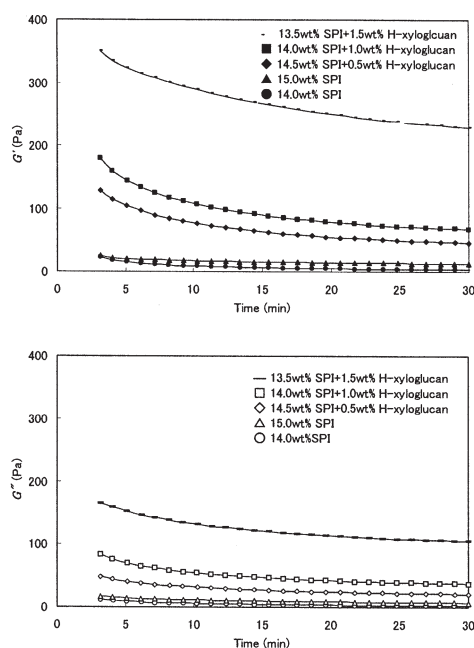 400
13.5wt% SPI+1.5wt% H-xyloglcuan
14.0wt% SPI+1.0wt% H-xyloglucan
14.5wt% SPI+0.5wt% H-xyloglucan
15.0wt% SPI
14.0wt% SPI
300
G' (Pa)
200
100
0
0 5 10 15 20 25 30
Time (min)
400
13.5wt% SPI+1.5wt% H-xyloglucan
14.0wt% SPI+1.0wt% H-xyloglucan
14.5wt% SPI+0.5wt% H-xyloglucan
15.0wt% SPI
14.0wt%SPI
300
G" (Pa)
200
100
0
0 5 10 15 20 25 30
Time (min)